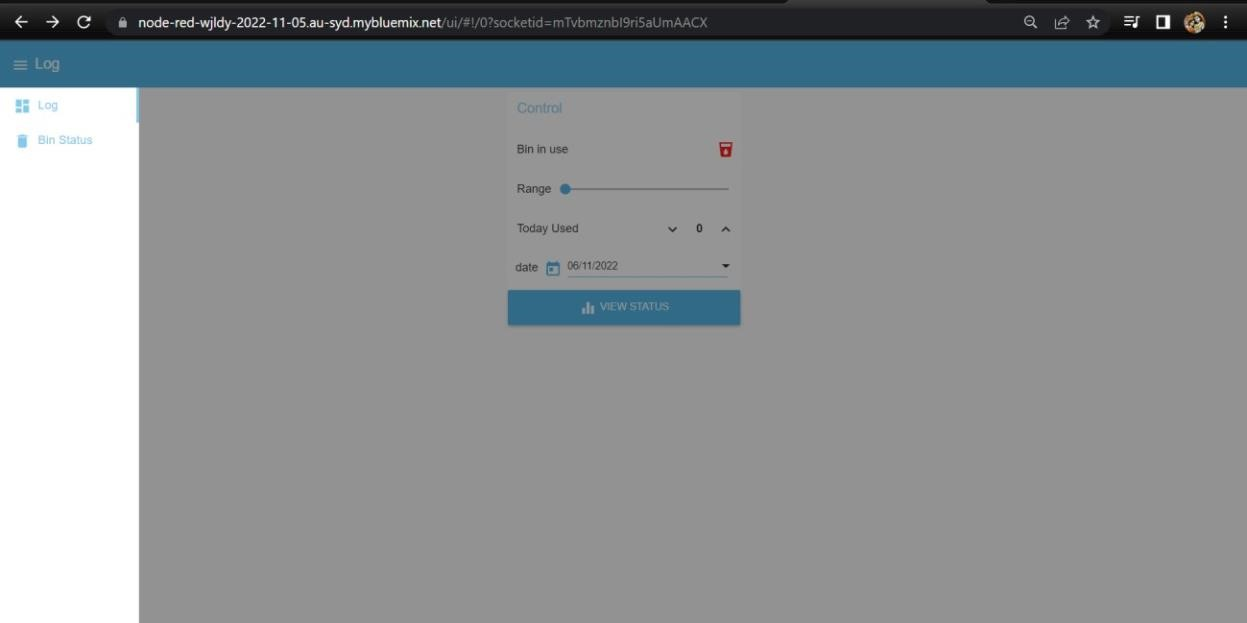 node-red-wjldy-2022-11-05.au-syd.mybluemix.net/ui/#!/0?socketid=mTvbmznbI9ri5aUmAACX
Log
Log
Bin Status
Control
Bin in use
Range
Today Used 0
date 06/11/2022
VIEW STATUS